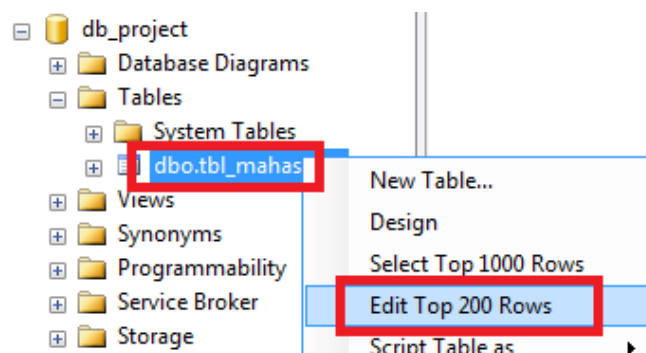 db_project
Database Diagrams
Tables
System Tables
dbo.tbl_mahas
Views
Synonyms
Programmability
Service Broker
Storage
New Table...
Design
Select Top 1000 Rows
Edit Top 200 Rows
Script Table as